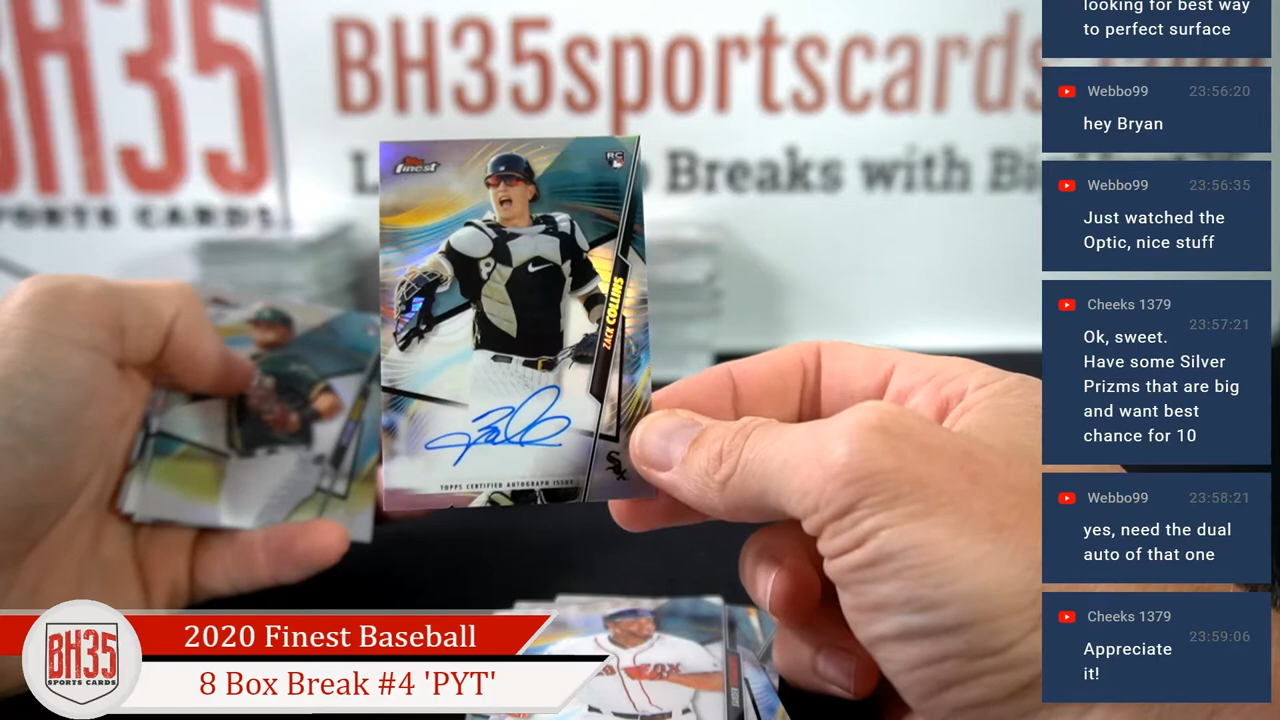 BH35
SPORTS CARDS
BH35sportscards
Breaks with
finest
RC
ZACK COLLINS
TOPPS CERTIFIED AUTOGRAPH ISSUE
SOX
BH35
SPORTS CARDS
2020 Finest Baseball
8 Box Break #4 'PYT'
looking for best way
to perfect surface
Webbo99 23:56:20
hey Bryan
Webbo99 23:56:35
Just watched the
Optic, nice stuff
Cheeks 1379
23:57:21
Ok, sweet.
Have some Silver
Prizms that are big
and want best
chance for 10
Webbo99 23:58:21
yes, need the dual
auto of that one
Cheeks 1379
23:59:06
Appreciate
it!